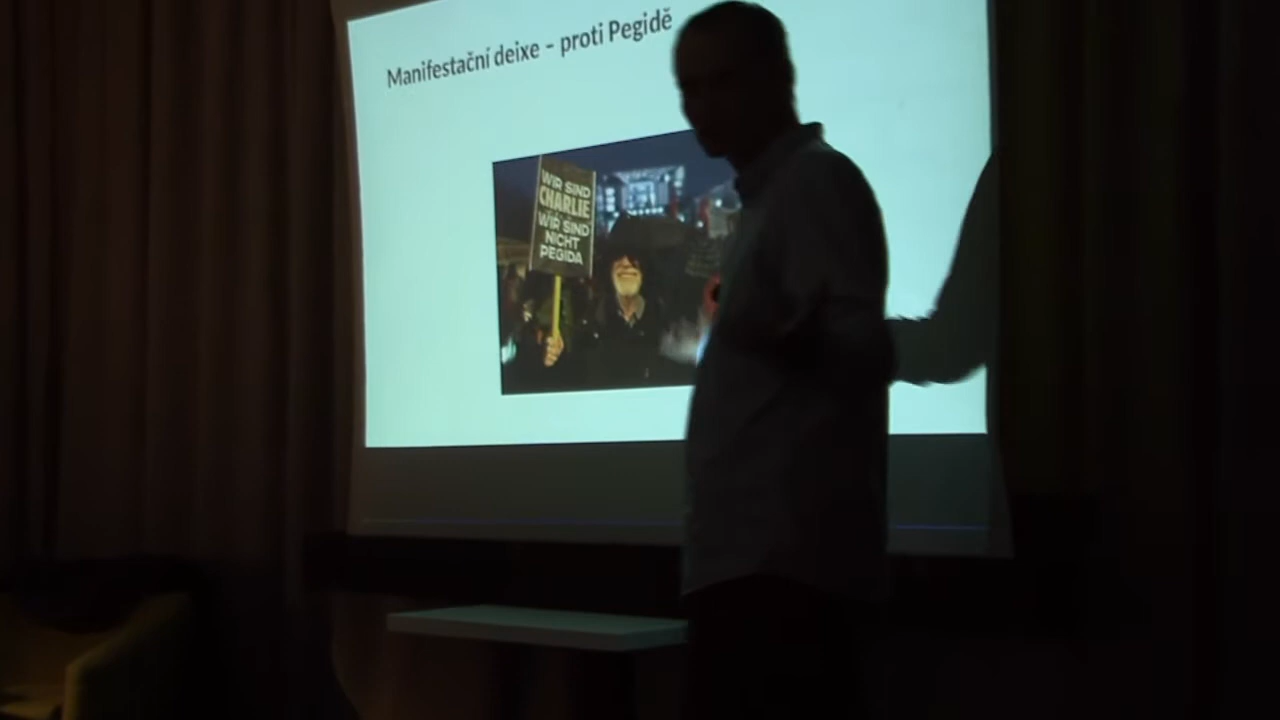 Manifestační deixe – proti Pegidě
WIR SIND
CHARLIE
WIR SIND
NICHT
PEGIDA